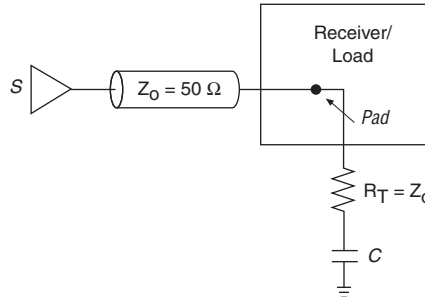 Receiver/
Load
S
Z₀ = 50 Ω
Pad
R_T = Z₀
C